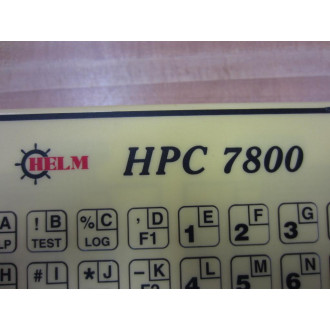 HELM HPC 7800
A ! B % C ' D E F G
LP TEST LOG F1 1 2 3
H # I * J – K L M N
4 5 6